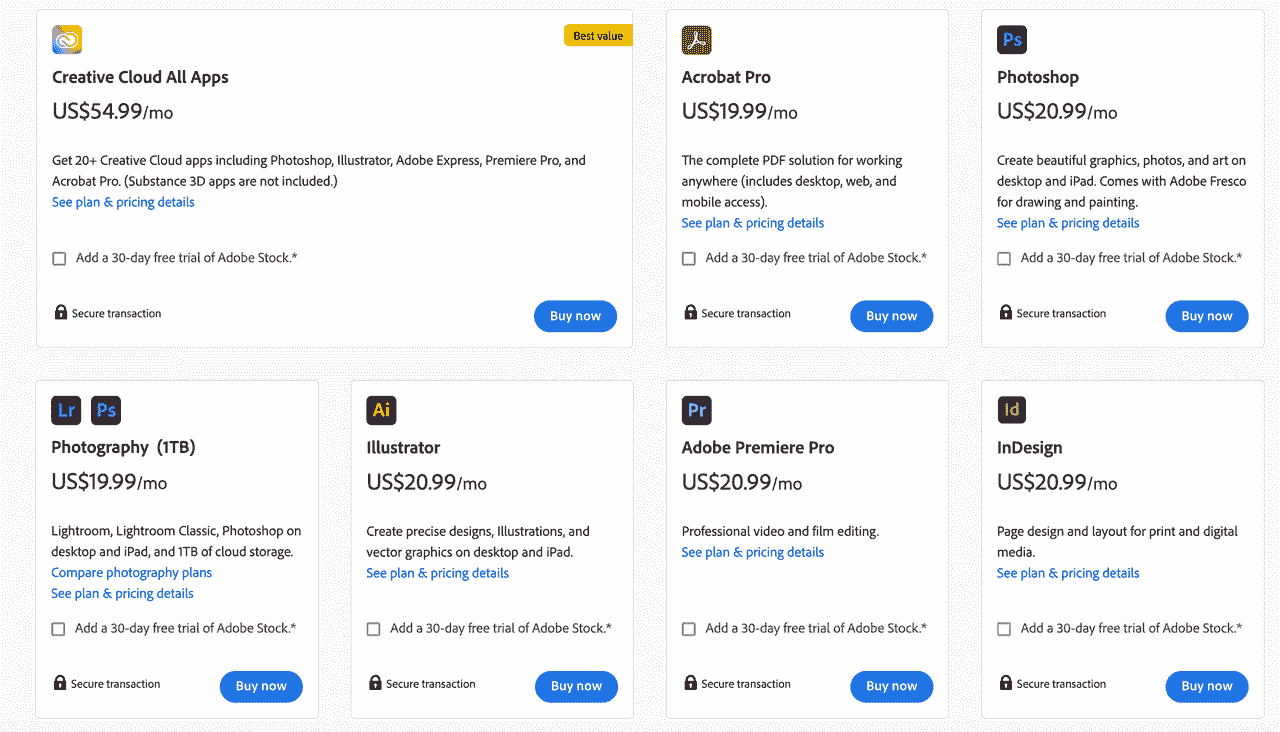 Best value
Creative Cloud All Apps
US$54.99/mo
Get 20+ Creative Cloud apps including Photoshop, Illustrator, Adobe Express, Premiere Pro, and
Acrobat Pro. (Substance 3D apps are not included.)
See plan & pricing details
Add a 30-day free trial of Adobe Stock.*
Secure transaction
Buy now
Acrobat Pro
US$19.99/mo
The complete PDF solution for working
anywhere (includes desktop, web, and
mobile access).
See plan & pricing details
Add a 30-day free trial of Adobe Stock.*
Secure transaction
Buy now
Ps
Photoshop
US$20.99/mo
Create beautiful graphics, photos, and art on
desktop and iPad. Comes with Adobe Fresco
for drawing and painting.
See plan & pricing details
Add a 30-day free trial of Adobe Stock.*
Secure transaction
Buy now
Lr Ps
Photography (1TB)
US$19.99/mo
Lightroom, Lightroom Classic, Photoshop on
desktop and iPad, and 1TB of cloud storage.
Compare photography plans
See plan & pricing details
Add a 30-day free trial of Adobe Stock.*
Secure transaction
Buy now
Ai
Illustrator
US$20.99/mo
Create precise designs, Illustrations, and
vector graphics on desktop and iPad.
See plan & pricing details
Add a 30-day free trial of Adobe Stock.*
Secure transaction
Buy now
Pr
Adobe Premiere Pro
US$20.99/mo
Professional video and film editing.
See plan & pricing details
Add a 30-day free trial of Adobe Stock.*
Secure transaction
Buy now
Id
InDesign
US$20.99/mo
Page design and layout for print and digital
media.
See plan & pricing details
Add a 30-day free trial of Adobe Stock.*
Secure transaction
Buy now